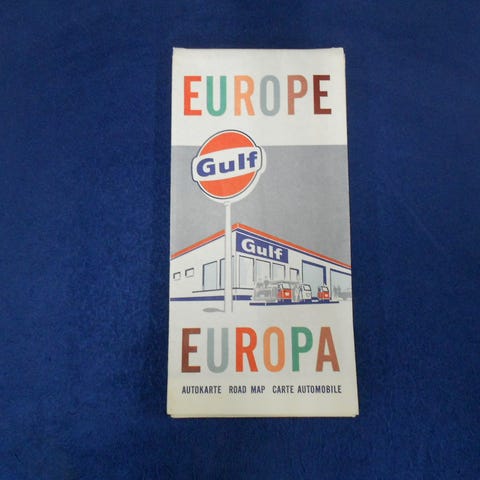 EUROPE
Gulf
Gulf
EUROPA
AUTOKARTE ROAD MAP CARTE AUTOMOBILE